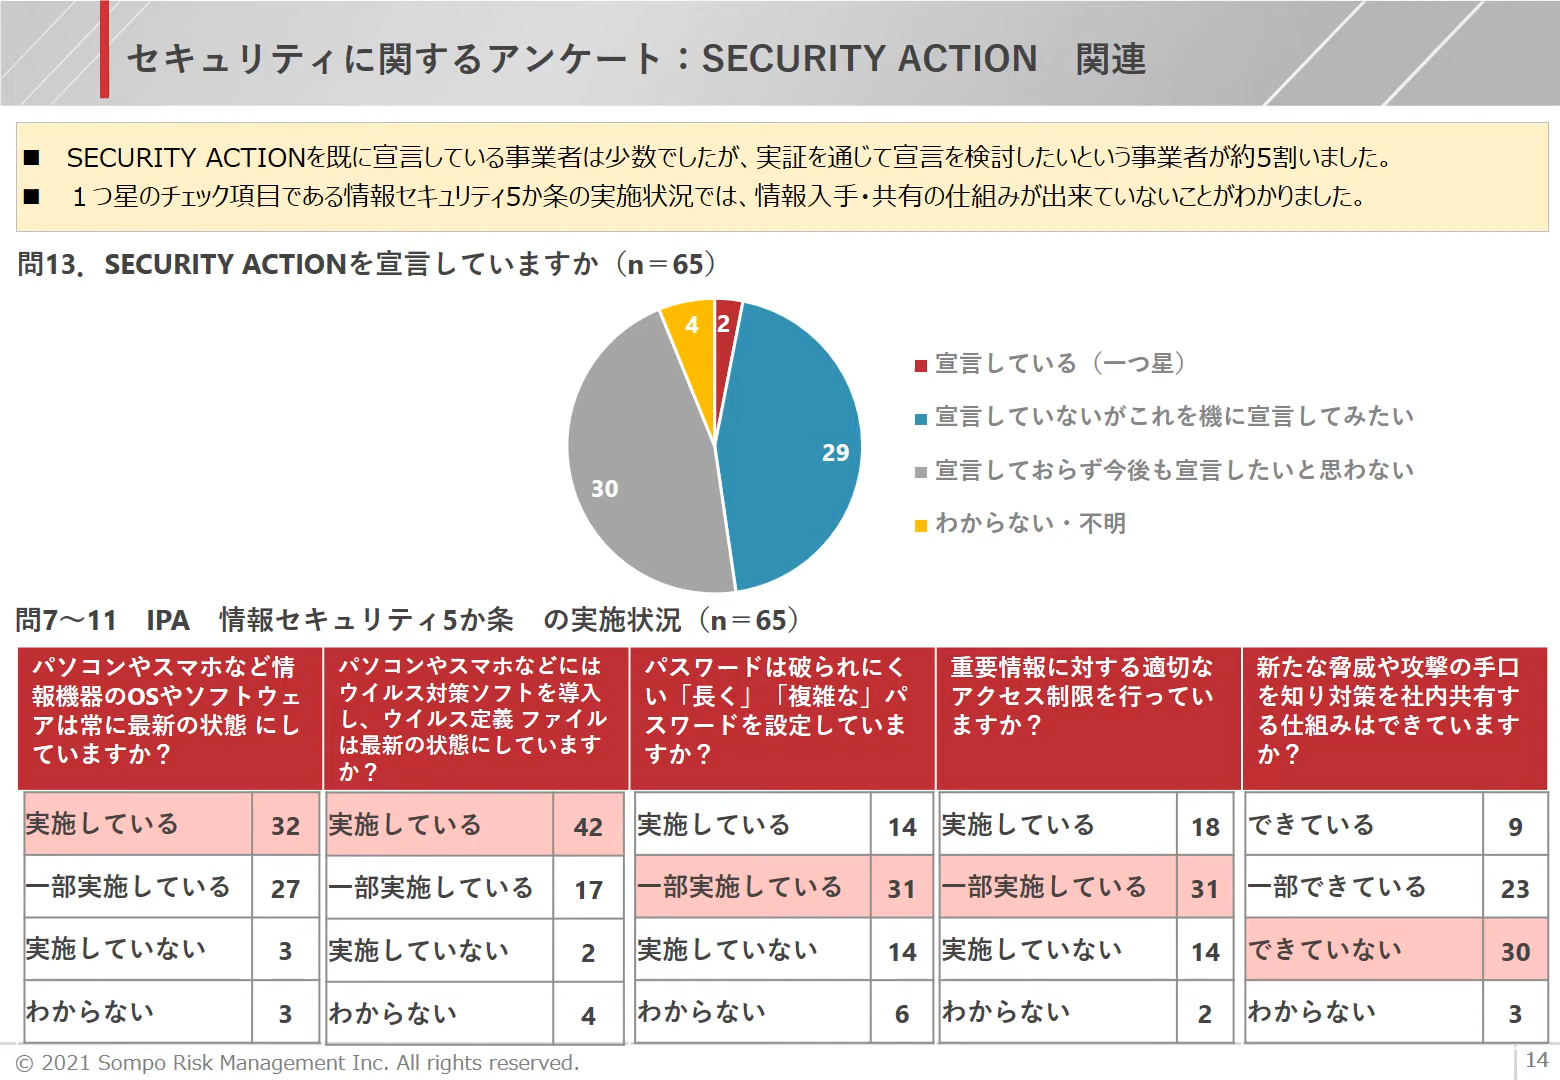 セキュリティに関するアンケート：SECURITY ACTION　関連
■　SECURITY ACTIONを既に宣言している事業者は少数でしたが、実証を通じて宣言を検討したいという事業者が約5割いました。
■　１つ星のチェック項目である情報セキュリティ5か条の実施状況では、情報入手・共有の仕組みが出来ていないことがわかりました。
問13．SECURITY ACTIONを宣言していますか（n＝65）
4
2
29
30
宣言している（一つ星）
宣言していないがこれを機に宣言してみたい
宣言しておらず今後も宣言したいと思わない
わからない・不明
問7～11　IPA　情報セキュリティ5か条　の実施状況（n＝65）
パソコンやスマホなど情
報機器のOSやソフトウェ
アは常に最新の状態 にし
ていますか？
実施している 32
一部実施している 27
実施していない 3
わからない 3
パソコンやスマホなどには
ウイルス対策ソフトを導入
し、ウイルス定義 ファイル
は最新の状態にしています
か？
実施している 42
一部実施している 17
実施していない 2
わからない 4
パスワードは破られにく
い「長く」「複雑な」パ
スワードを設定していま
すか？
実施している 14
一部実施している 31
実施していない 14
わからない 6
重要情報に対する適切な
アクセス制限を行ってい
ますか？
実施している 18
一部実施している 31
実施していない 14
わからない 2
新たな脅威や攻撃の手口
を知り対策を社内共有す
る仕組みはできています
か？
できている 9
一部できている 23
できていない 30
わからない 3
© 2021 Sompo Risk Management Inc. All rights reserved.
14